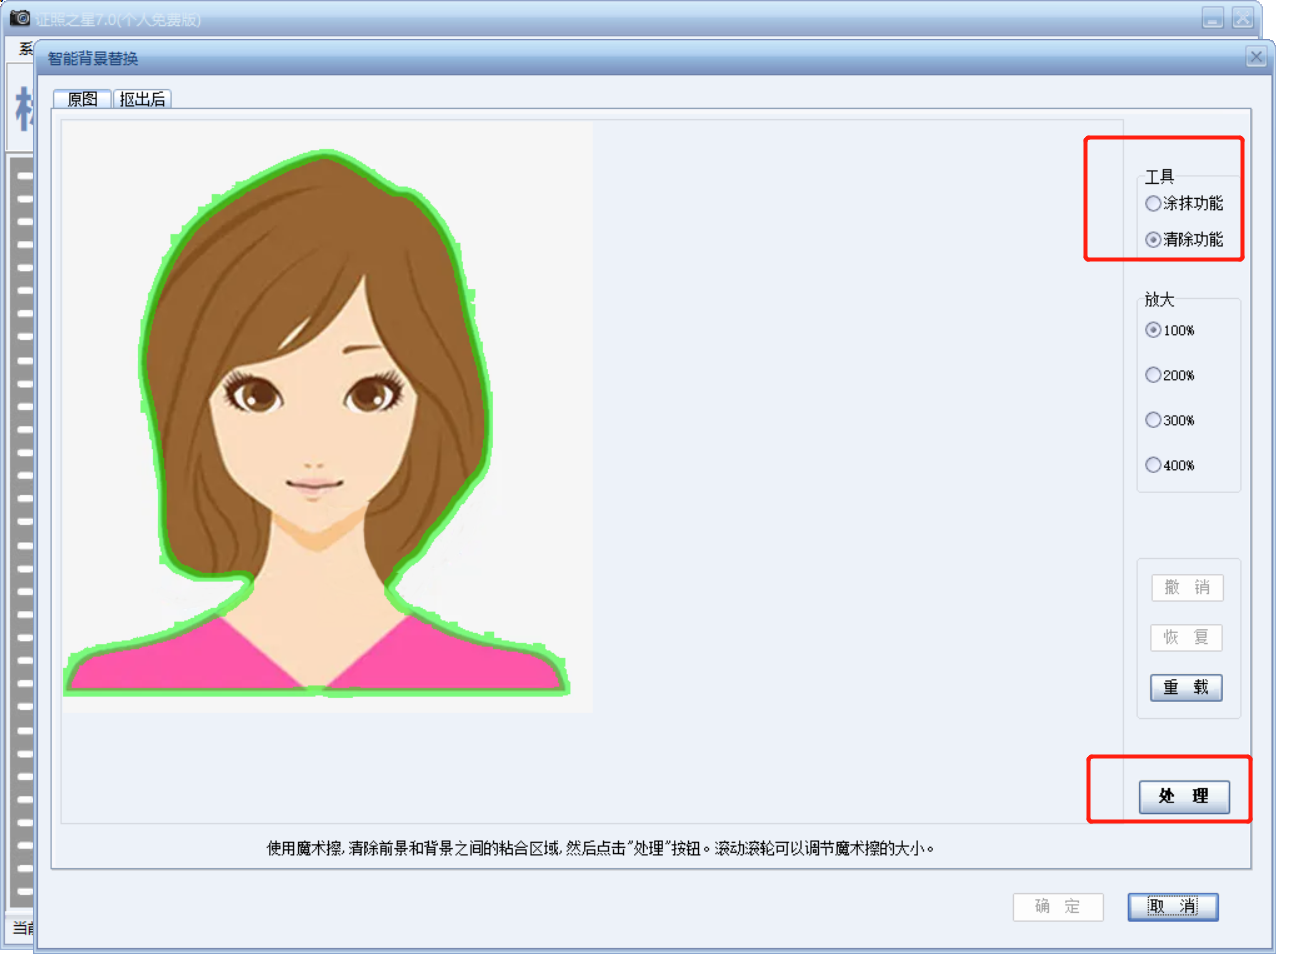 证照之星7.0(个人免费版)
系
智能背景替换
原图
抠出后
工具
涂抹功能
清除功能
放大
100%
200%
300%
400%
撤 销
恢 复
重 载
处 理
使用魔术擦,清除前景和背景之间的粘合区域,然后点击"处理"按钮。滚动滚轮可以调节魔术擦的大小。
确 定
取 消
当前